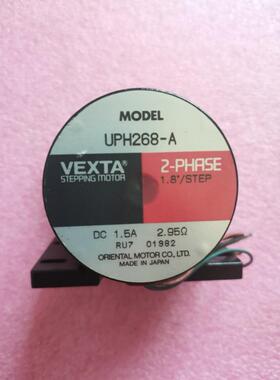 MODEL
UPH268-A
VEXTA® 2-PHASE
STEPPING MOTOR 1.8°/STEP
DC 1.5A 2.95Ω
RU7 01982
ORIENTAL MOTOR CO., LTD.
MADE IN JAPAN